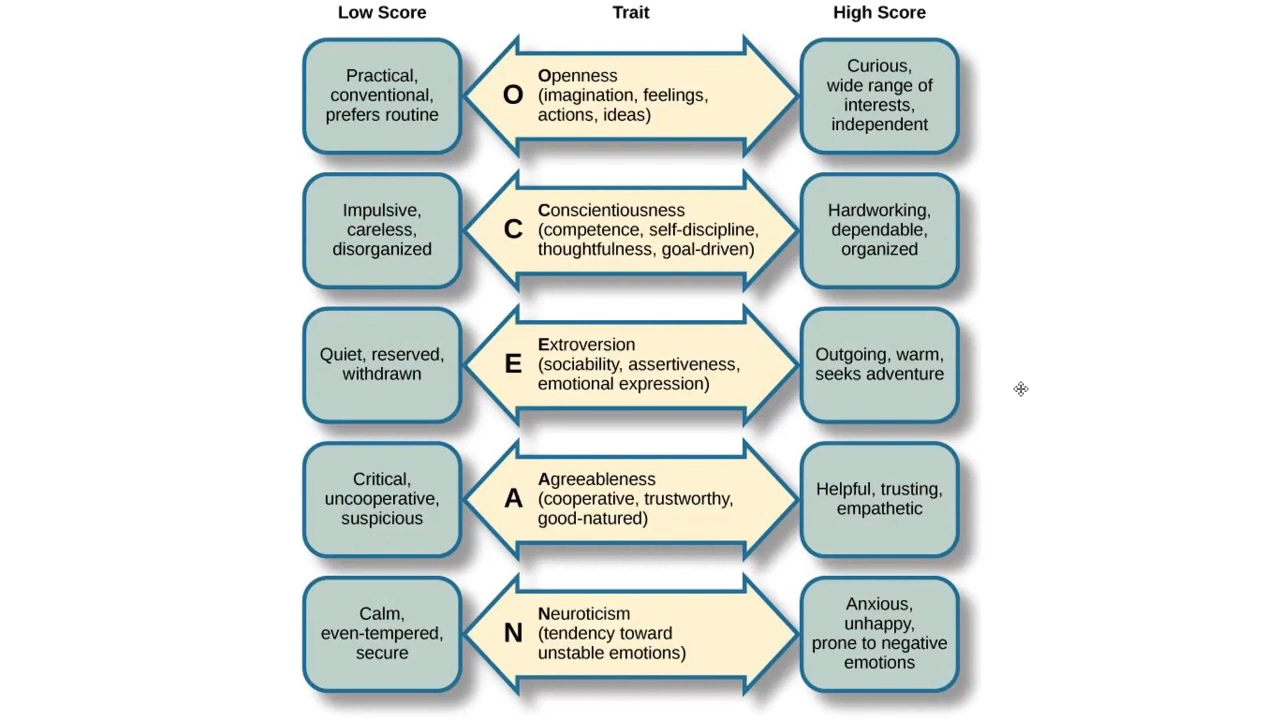 Low Score
Trait
High Score
Practical,
conventional,
prefers routine
O
Openness
(imagination, feelings,
actions, ideas)
Curious,
wide range of
interests,
independent
Impulsive,
careless,
disorganized
C
Conscientiousness
(competence, self-discipline,
thoughtfulness, goal-driven)
Hardworking,
dependable,
organized
Quiet, reserved,
withdrawn
E
Extroversion
(sociability, assertiveness,
emotional expression)
Outgoing, warm,
seeks adventure
Critical,
uncooperative,
suspicious
A
Agreeableness
(cooperative, trustworthy,
good-natured)
Helpful, trusting,
empathetic
Calm,
even-tempered,
secure
N
Neuroticism
(tendency toward
unstable emotions)
Anxious,
unhappy,
prone to negative
emotions